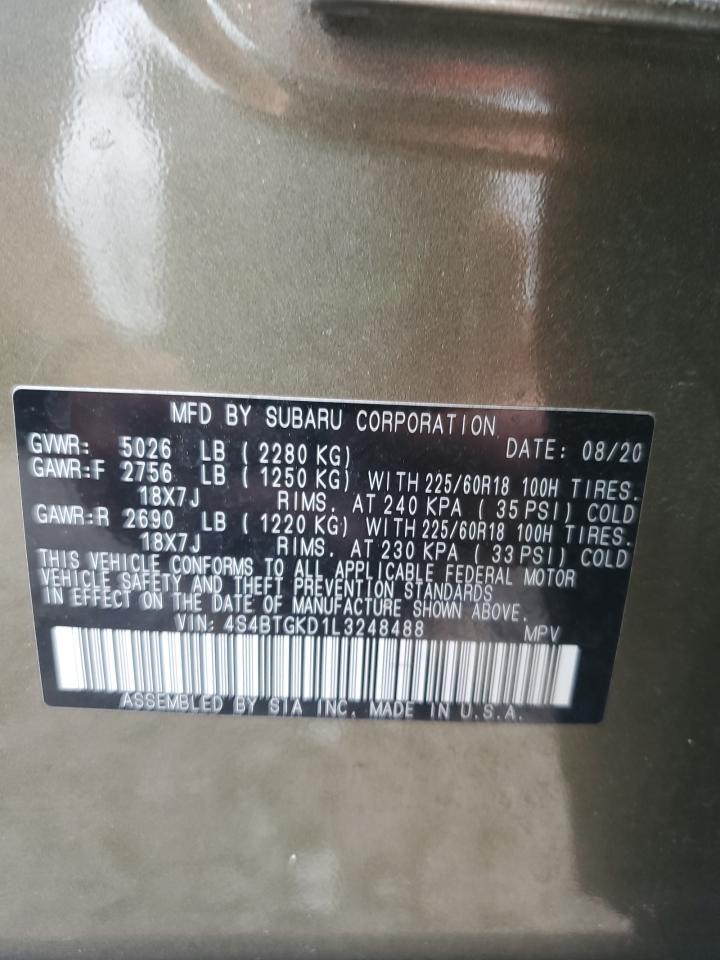 MFD BY SUBARU CORPORATION
GVWR: 5026 LB ( 2280 KG) DATE: 08/20
GAWR:F 2756 LB ( 1250 KG) WITH 225/60R18 100H TIRES.
18X7J RIMS. AT 240 KPA ( 35 PSI) COLD
GAWR:R 2690 LB ( 1220 KG) WITH 225/60R18 100H TIRES.
18X7J RIMS. AT 230 KPA ( 33 PSI) COLD
THIS VEHICLE CONFORMS TO ALL APPLICABLE FEDERAL MOTOR
VEHICLE SAFETY AND THEFT PREVENTION STANDARDS
IN EFFECT ON THE DATE OF MANUFACTURE SHOWN ABOVE.
VIN: 4S4BTGKD1L3248488 MPV
ASSEMBLED BY SIA INC. MADE IN U.S.A.